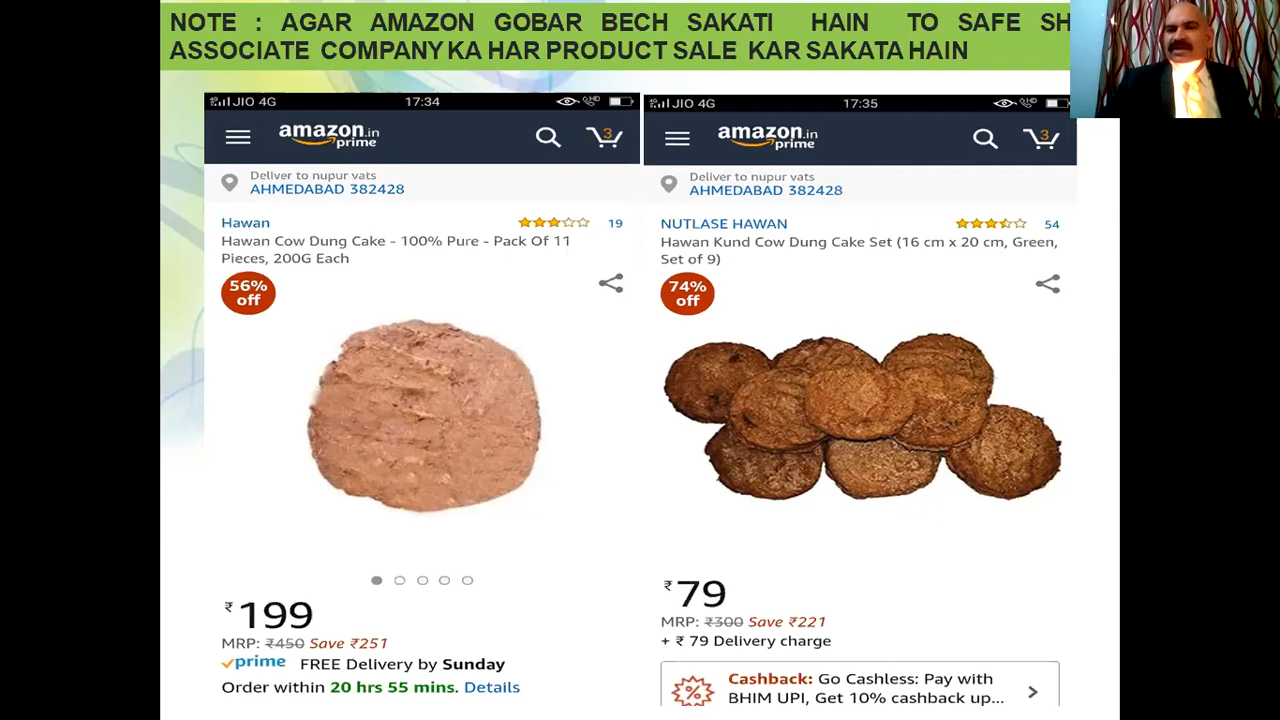 NOTE : AGAR AMAZON GOBAR BECH SAKATI HAIN TO SAFE SH
ASSOCIATE COMPANY KA HAR PRODUCT SALE KAR SAKATA HAIN
JIO 4G 17:34
amazon.in
prime
3
Deliver to nupur vats
AHMEDABAD 382428
Hawan 19
Hawan Cow Dung Cake - 100% Pure - Pack Of 11
Pieces, 200G Each
56%
off
₹199
MRP: ₹450 Save ₹251
prime FREE Delivery by Sunday
Order within 20 hrs 55 mins. Details
JIO 4G 17:35
amazon.in
prime
3
Deliver to nupur vats
AHMEDABAD 382428
NUTLASE HAWAN 54
Hawan Kund Cow Dung Cake Set (16 cm x 20 cm, Green,
Set of 9)
74%
off
₹79
MRP: ₹300 Save ₹221
+ ₹ 79 Delivery charge
Cashback: Go Cashless: Pay with
BHIM UPI, Get 10% cashback up...